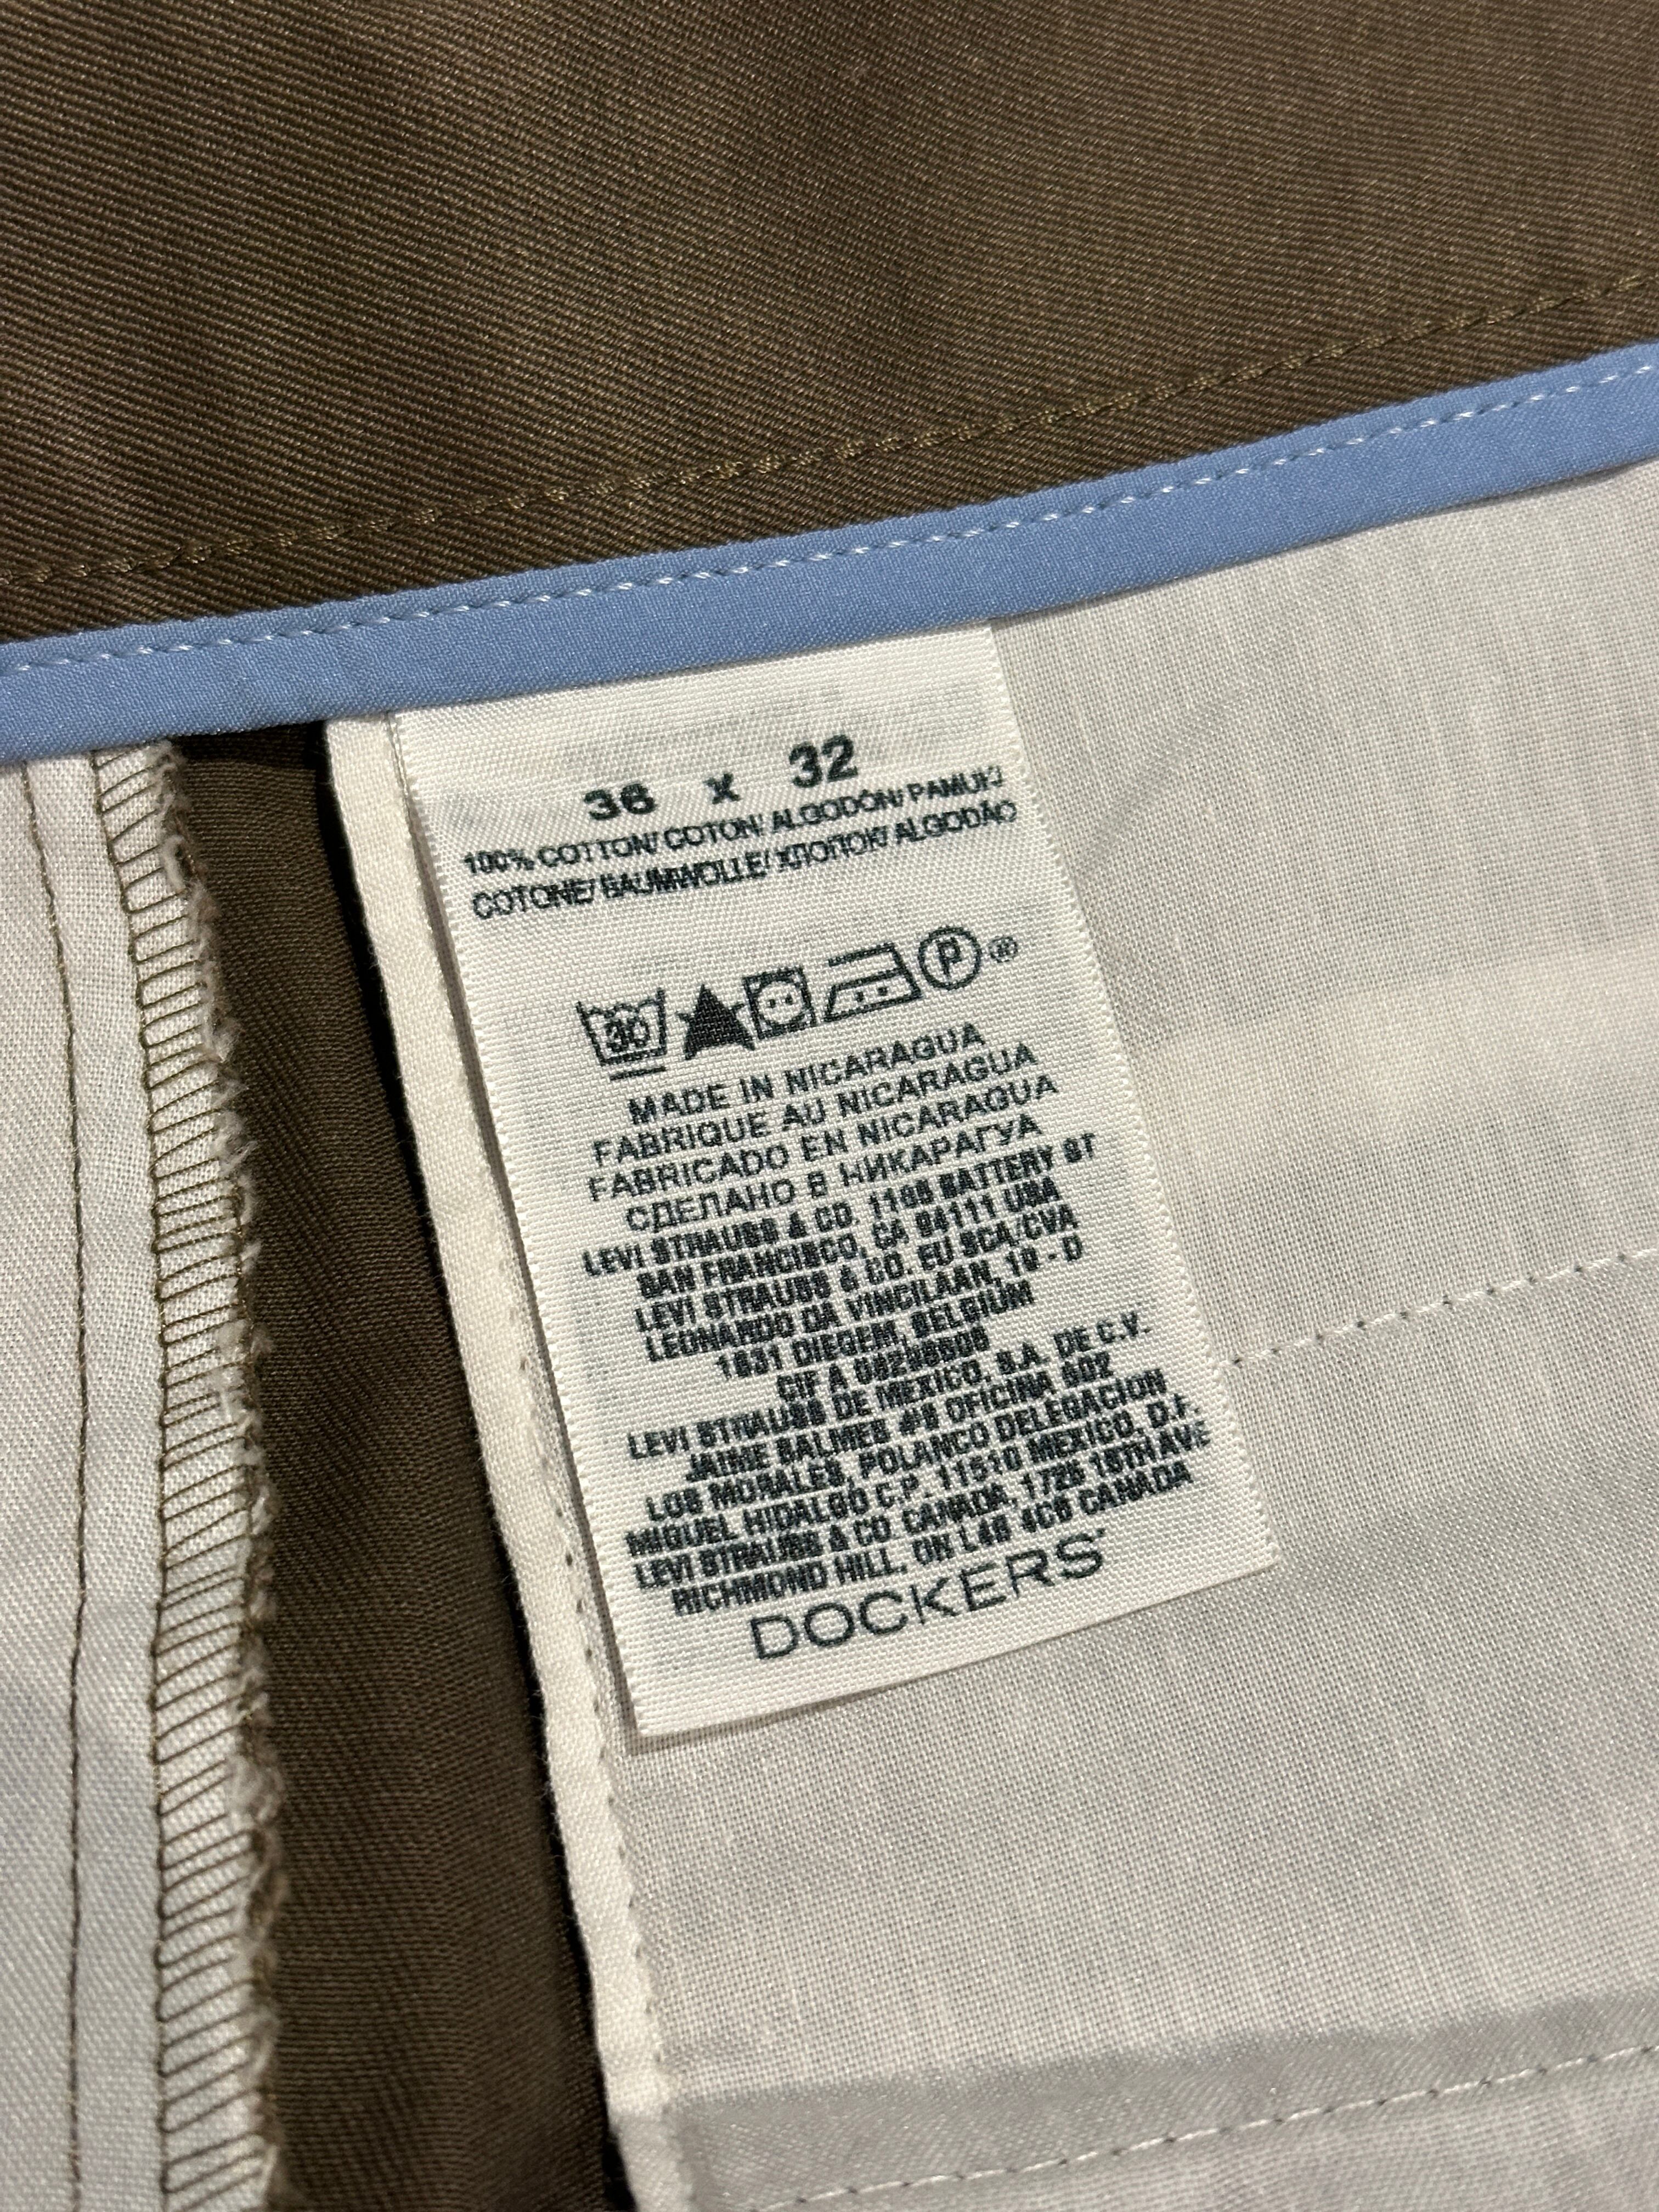 36 x 32
100% COTTON/ COTON/ ALGODÓN/ PAMUK/
COTONE/ BAUMWOLLE/ ХЛОПОК/ ALGODÃO
30 P ®
MADE IN NICARAGUA
FABRIQUE AU NICARAGUA
FABRICADO EN NICARAGUA
СДЕЛАНО В НИКАРАГУА
LEVI STRAUSS & CO. 1155 BATTERY ST
SAN FRANCISCO, CA 94111 USA
LEVI STRAUSS & CO. EU SCA/CVA
LEONARDO DA VINCILAAN, 19 - D
1831 DIEGEM, BELGIUM
CIF A
LEVI STRAUSS DE MEXICO, S.A. DE C.V.
JAIME BALMES #8 OFICINA 602
LOS MORALES, POLANCO DELEGACION
MIGUEL HIDALGO C.P. 11510 MEXICO, D.F.
LEVI STRAUSS & CO. CANADA, 1725 16TH AVE
RICHMOND HILL, ON L4B 4C6 CANADA
DOCKERS